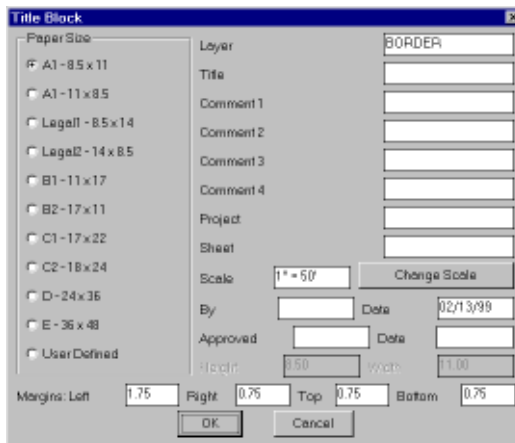 Title Block
Paper Size
A1 - 8.5 x 11
A1 - 11 x 8.5
Legal1 - 8.5 x 14
Legal2 - 14 x 8.5
B1 - 11 x 17
B2 - 17 x 11
C1 - 17 x 22
C2 - 18 x 24
D - 24 x 36
E - 36 x 48
User Defined
Layer BORDER
Title
Comment 1
Comment 2
Comment 3
Comment 4
Project
Sheet
Scale 1" = 50' Change Scale
By Date 02/13/99
Approved Date
Height 8.50 Width 11.00
Margins: Left 1.75 Right 0.75 Top 0.75 Bottom 0.75
OK Cancel